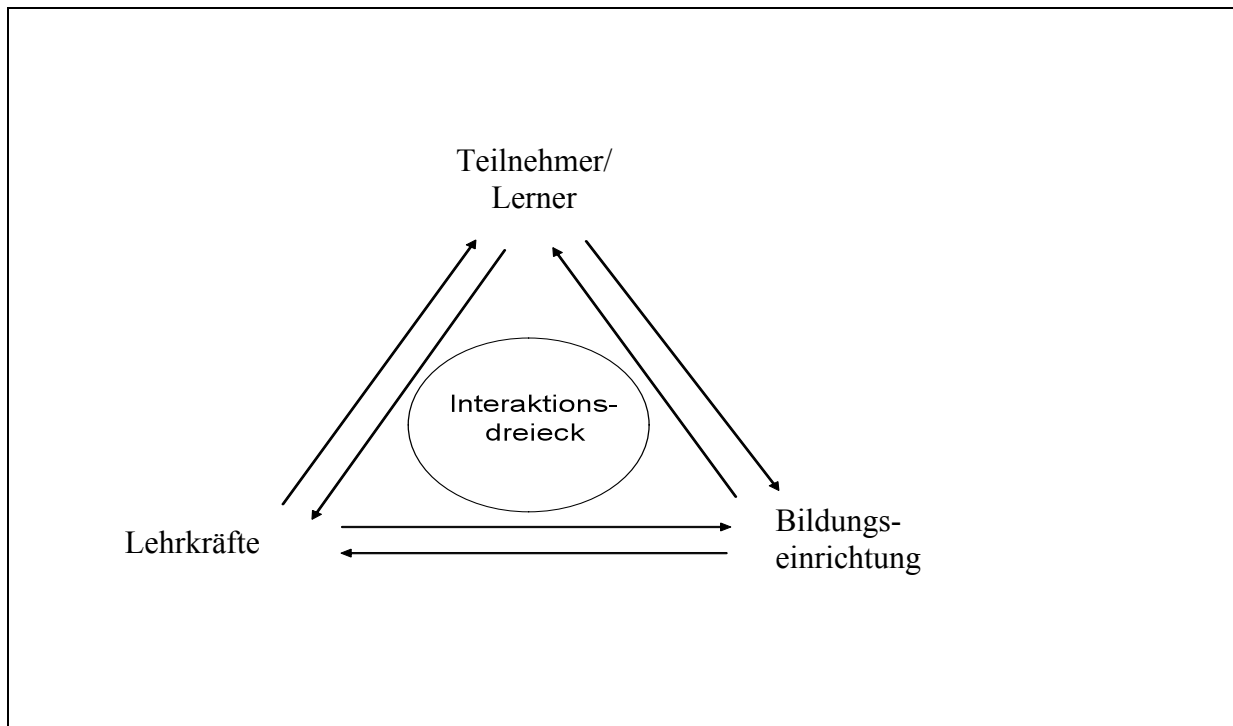 Teilnehmer/
Lerner
Interaktions-
dreieck
Lehrkräfte
Bildungs-
einrichtung